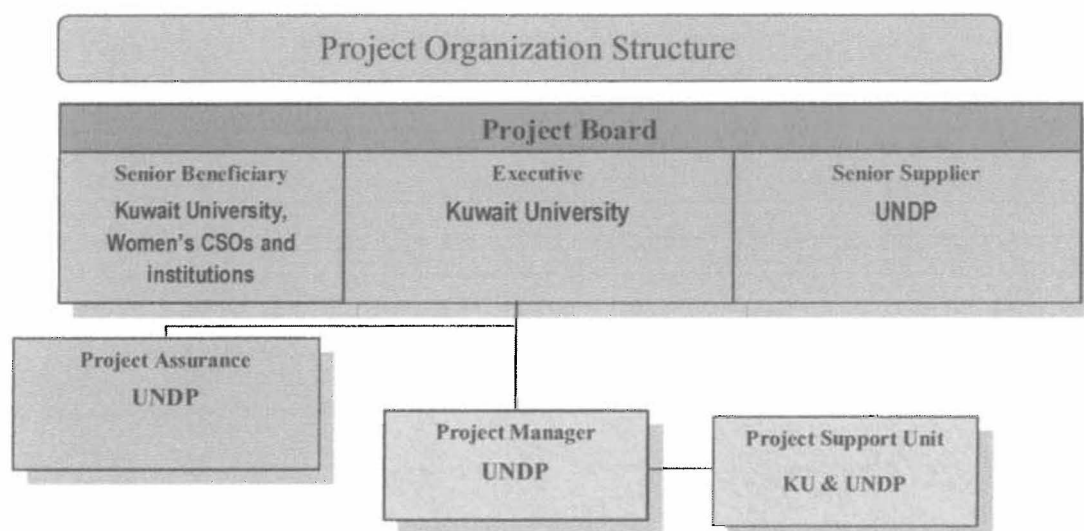 Project Organization Structure
Project Board
Senior Beneficiary
Kuwait University,
Women's CSOs and
institutions
Executive
Kuwait University
Senior Supplier
UNDP
Project Assurance
UNDP
Project Manager
UNDP
Project Support Unit
KU & UNDP